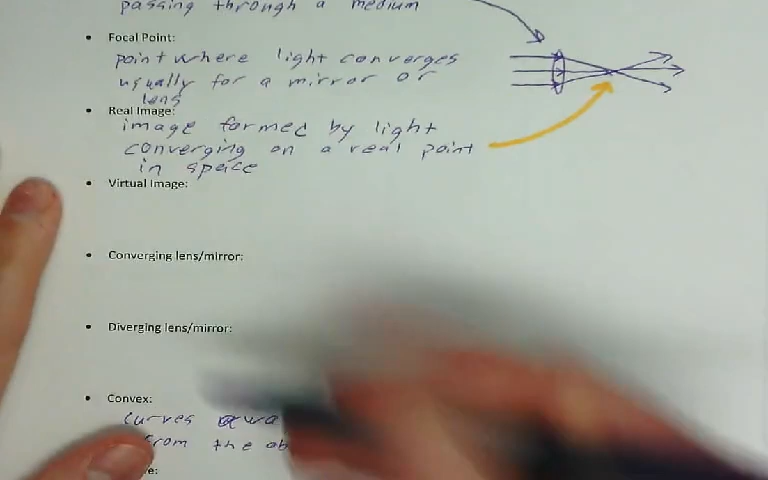 passing through a medium
• Focal Point:
point where light converges
usually for a mirror or
lens
• Real Image:
image formed by light
converging on a real point
in space
• Virtual Image:
• Converging lens/mirror:
• Diverging lens/mirror:
• Convex:
curves
from the